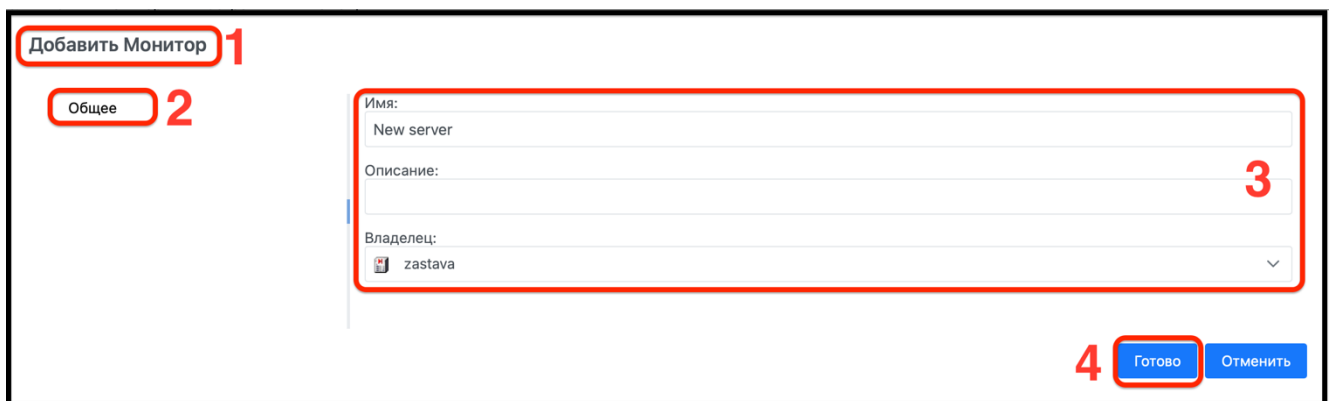 Добавить Монитор 1
Общее 2
Имя:
New server
Описание:
3
Владелец:
zastava
4 Готово Отменить